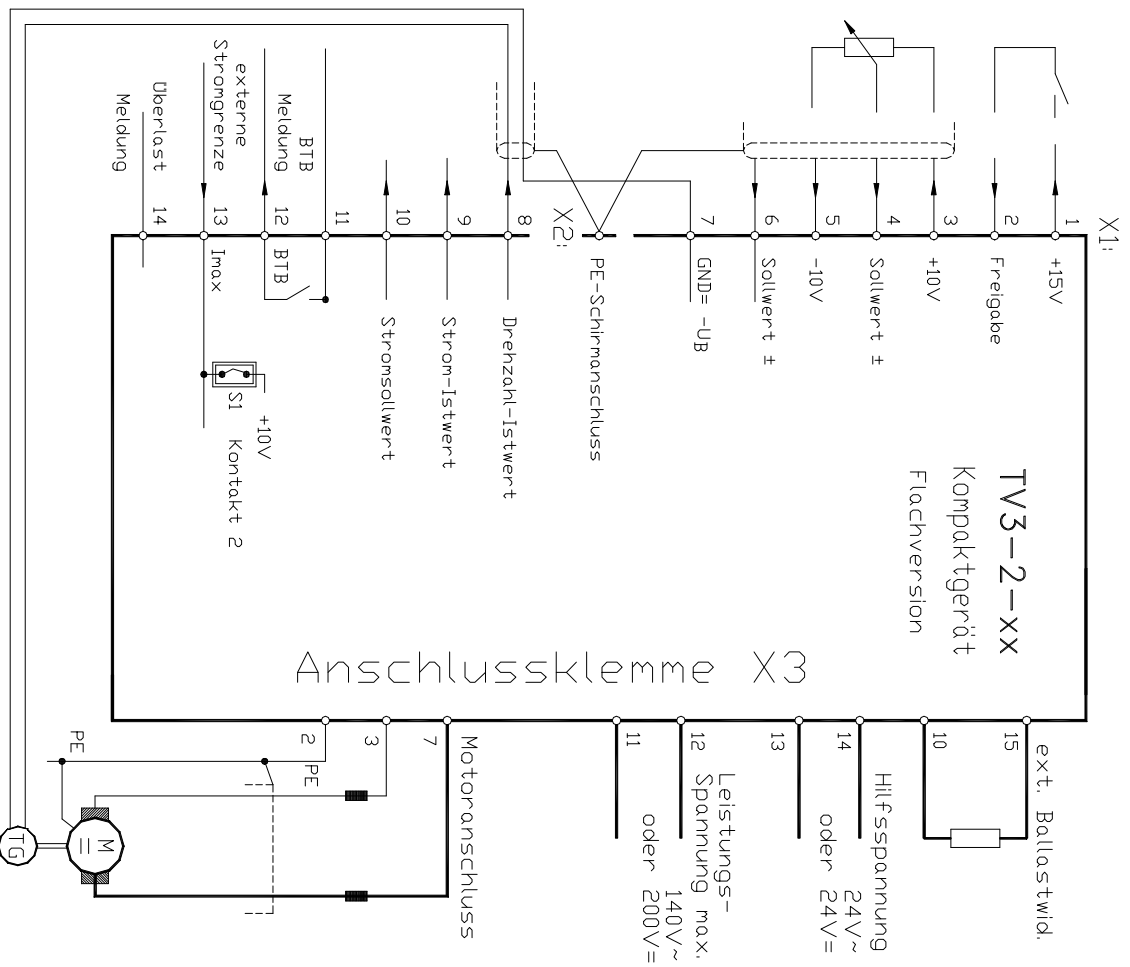 X1:
1
+15V
2
Freigabe
3
+10V
4
Sollwert ±
5
-10V
6
Sollwert ±
7
GND= -UB
PE-Schirmanschluss
X2:
8
Drehzahl-Istwert
9
Strom-Istwert
10
Stromsollwert
11
BTB
Meldung
12
BTB
externe
Stromgrenze
13
Imax
S1 Kontakt 2
+10V
14
Überlast
Meldung
TV3-2-xx
Kompaktgerät
Flachversion
Anschlussklemme X3
15
10
ext. Ballastwid.
14
13
Hilfsspannung
24V~
oder 24V=
12
11
Leistungs-
Spannung max.
140V~
oder 200V=
7
3
2
Motoranschluss
PE
PE
M
TG